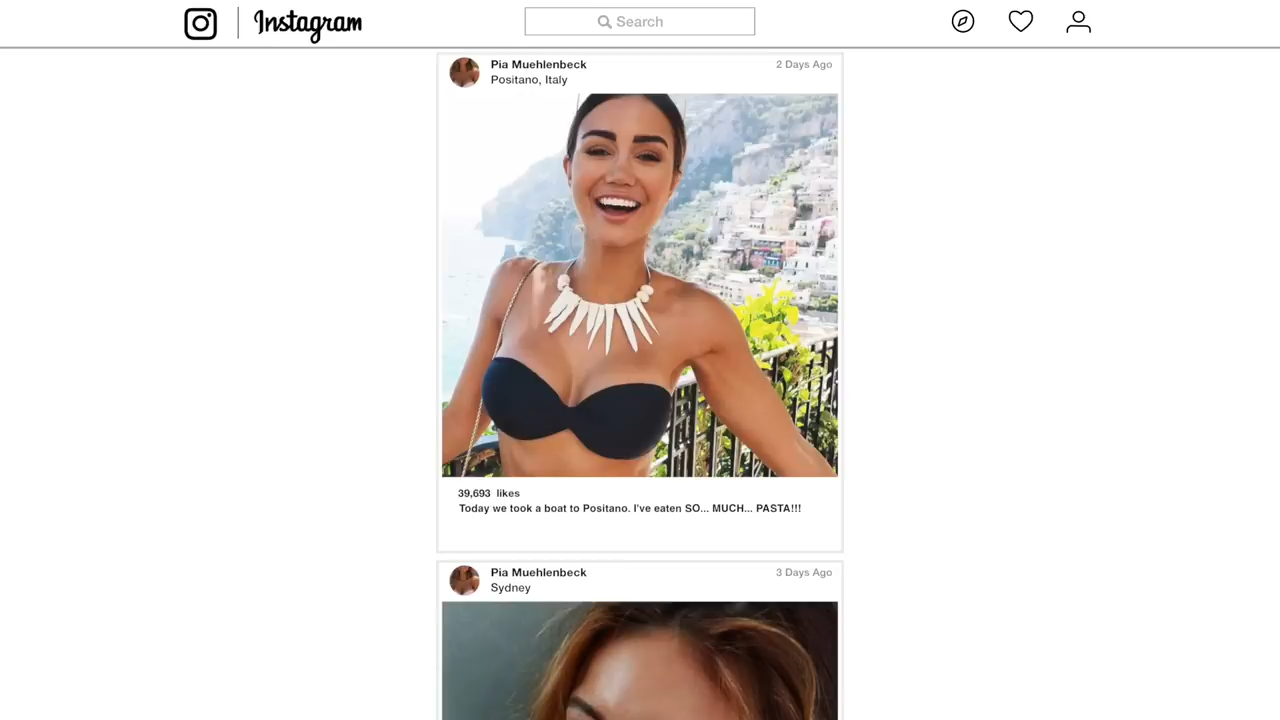 Instagram
Search
Pia Muehlenbeck
2 Days Ago
Positano, Italy
39,693 likes
Today we took a boat to Positano. I've eaten SO... MUCH... PASTA!!!
Pia Muehlenbeck
3 Days Ago
Sydney